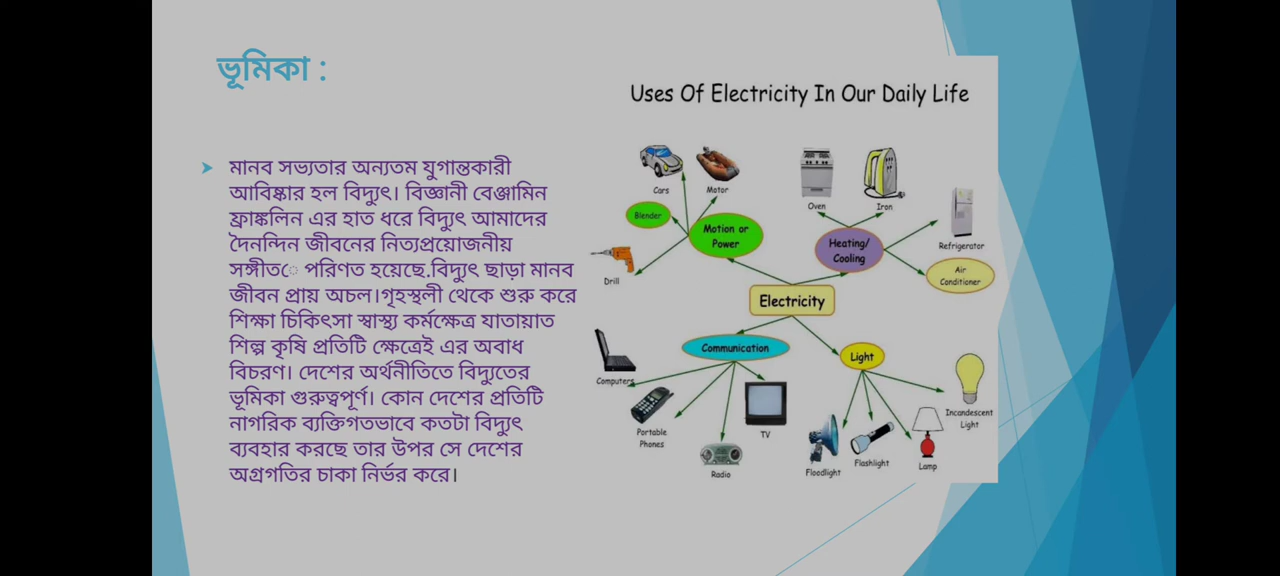 ভূমিকা :
মানব সভ্যতার অন্যতম যুগান্তকারী
আবিষ্কার হল বিদ্যুৎ। বিজ্ঞানী বেঞ্জামিন
ফ্রাঙ্কলিন এর হাত ধরে বিদ্যুৎ আমাদের
দৈনন্দিন জীবনের নিত্যপ্রয়োজনীয়
সঙ্গীতে পরিণত হয়েছে.বিদ্যুৎ ছাড়া মানব
জীবন প্রায় অচল।গৃহস্থলী থেকে শুরু করে
শিক্ষা চিকিৎসা স্বাস্থ্য কর্মক্ষেত্র যাতায়াত
শিল্প কৃষি প্রতিটি ক্ষেত্রেই এর অবাধ
বিচরণ। দেশের অর্থনীতিতে বিদ্যুতের
ভূমিকা গুরুত্বপূর্ণ। কোন দেশের প্রতিটি
নাগরিক ব্যক্তিগতভাবে কতটা বিদ্যুৎ
ব্যবহার করছে তার উপর সে দেশের
অগ্রগতির চাকা নির্ভর করে।
Uses Of Electricity In Our Daily Life
Cars
Motor
Oven
Iron
Blender
Motion or
Power
Heating/
Cooling
Refrigerator
Drill
Air
Conditioner
Electricity
Communication
Light
Computers
Portable
Phones
Radio
TV
Floodlight
Flashlight
Lamp
Incandescent
Light